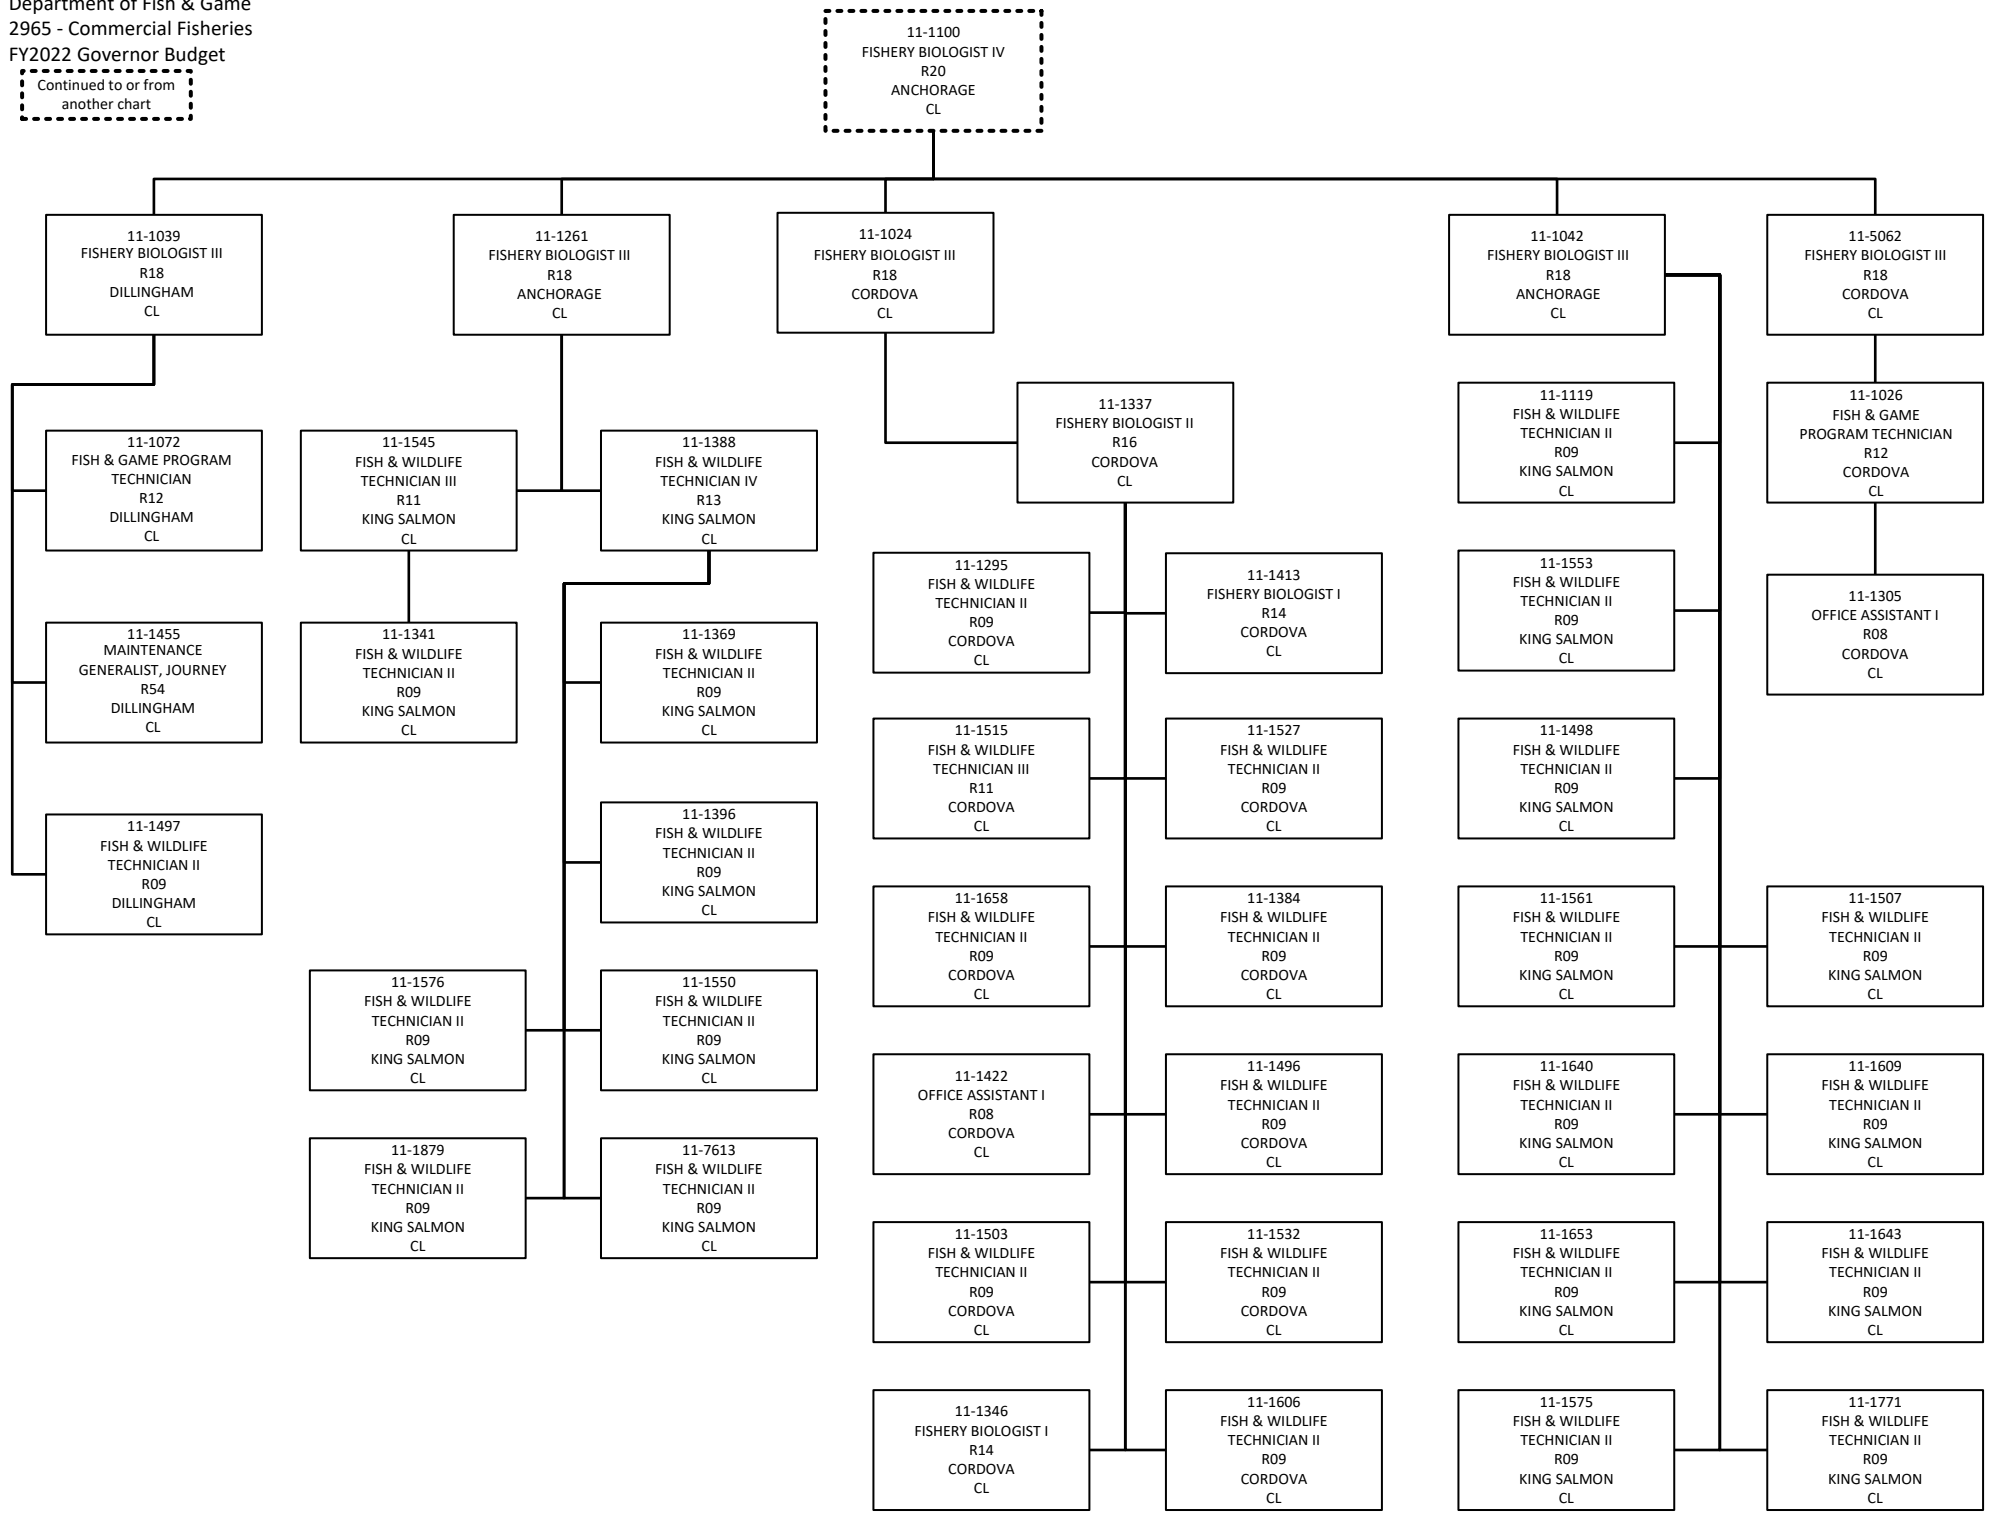 Department of Fish & Game
2965 - Commercial Fisheries
FY2022 Governor Budget
Continued to or from
another chart
11-1100
FISHERY BIOLOGIST IV
R20
ANCHORAGE
CL
11-1039
FISHERY BIOLOGIST III
R18
DILLINGHAM
CL
11-1261
FISHERY BIOLOGIST III
R18
ANCHORAGE
CL
11-1024
FISHERY BIOLOGIST III
R18
CORDOVA
CL
11-1042
FISHERY BIOLOGIST III
R18
ANCHORAGE
CL
11-5062
FISHERY BIOLOGIST III
R18
CORDOVA
CL
11-1072
FISH & GAME PROGRAM
TECHNICIAN
R12
DILLINGHAM
CL
11-1455
MAINTENANCE
GENERALIST, JOURNEY
R54
DILLINGHAM
CL
11-1497
FISH & WILDLIFE
TECHNICIAN II
R09
DILLINGHAM
CL
11-1545
FISH & WILDLIFE
TECHNICIAN III
R11
KING SALMON
CL
11-1388
FISH & WILDLIFE
TECHNICIAN IV
R13
KING SALMON
CL
11-1341
FISH & WILDLIFE
TECHNICIAN II
R09
KING SALMON
CL
11-1369
FISH & WILDLIFE
TECHNICIAN II
R09
KING SALMON
CL
11-1396
FISH & WILDLIFE
TECHNICIAN II
R09
KING SALMON
CL
11-1576
FISH & WILDLIFE
TECHNICIAN II
R09
KING SALMON
CL
11-1550
FISH & WILDLIFE
TECHNICIAN II
R09
KING SALMON
CL
11-1879
FISH & WILDLIFE
TECHNICIAN II
R09
KING SALMON
CL
11-7613
FISH & WILDLIFE
TECHNICIAN II
R09
KING SALMON
CL
11-1337
FISHERY BIOLOGIST II
R16
CORDOVA
CL
11-1295
FISH & WILDLIFE
TECHNICIAN II
R09
CORDOVA
CL
11-1413
FISHERY BIOLOGIST I
R14
CORDOVA
CL
11-1515
FISH & WILDLIFE
TECHNICIAN III
R11
CORDOVA
CL
11-1527
FISH & WILDLIFE
TECHNICIAN II
R09
CORDOVA
CL
11-1658
FISH & WILDLIFE
TECHNICIAN II
R09
CORDOVA
CL
11-1384
FISH & WILDLIFE
TECHNICIAN II
R09
CORDOVA
CL
11-1422
OFFICE ASSISTANT I
R08
CORDOVA
CL
11-1496
FISH & WILDLIFE
TECHNICIAN II
R09
CORDOVA
CL
11-1503
FISH & WILDLIFE
TECHNICIAN II
R09
CORDOVA
CL
11-1532
FISH & WILDLIFE
TECHNICIAN II
R09
CORDOVA
CL
11-1346
FISHERY BIOLOGIST I
R14
CORDOVA
CL
11-1606
FISH & WILDLIFE
TECHNICIAN II
R09
CORDOVA
CL
11-1119
FISH & WILDLIFE
TECHNICIAN II
R09
KING SALMON
CL
11-1553
FISH & WILDLIFE
TECHNICIAN II
R09
KING SALMON
CL
11-1498
FISH & WILDLIFE
TECHNICIAN II
R09
KING SALMON
CL
11-1561
FISH & WILDLIFE
TECHNICIAN II
R09
KING SALMON
CL
11-1507
FISH & WILDLIFE
TECHNICIAN II
R09
KING SALMON
CL
11-1640
FISH & WILDLIFE
TECHNICIAN II
R09
KING SALMON
CL
11-1609
FISH & WILDLIFE
TECHNICIAN II
R09
KING SALMON
CL
11-1653
FISH & WILDLIFE
TECHNICIAN II
R09
KING SALMON
CL
11-1643
FISH & WILDLIFE
TECHNICIAN II
R09
KING SALMON
CL
11-1575
FISH & WILDLIFE
TECHNICIAN II
R09
KING SALMON
CL
11-1771
FISH & WILDLIFE
TECHNICIAN II
R09
KING SALMON
CL
11-1026
FISH & GAME
PROGRAM TECHNICIAN
R12
CORDOVA
CL
11-1305
OFFICE ASSISTANT I
R08
CORDOVA
CL